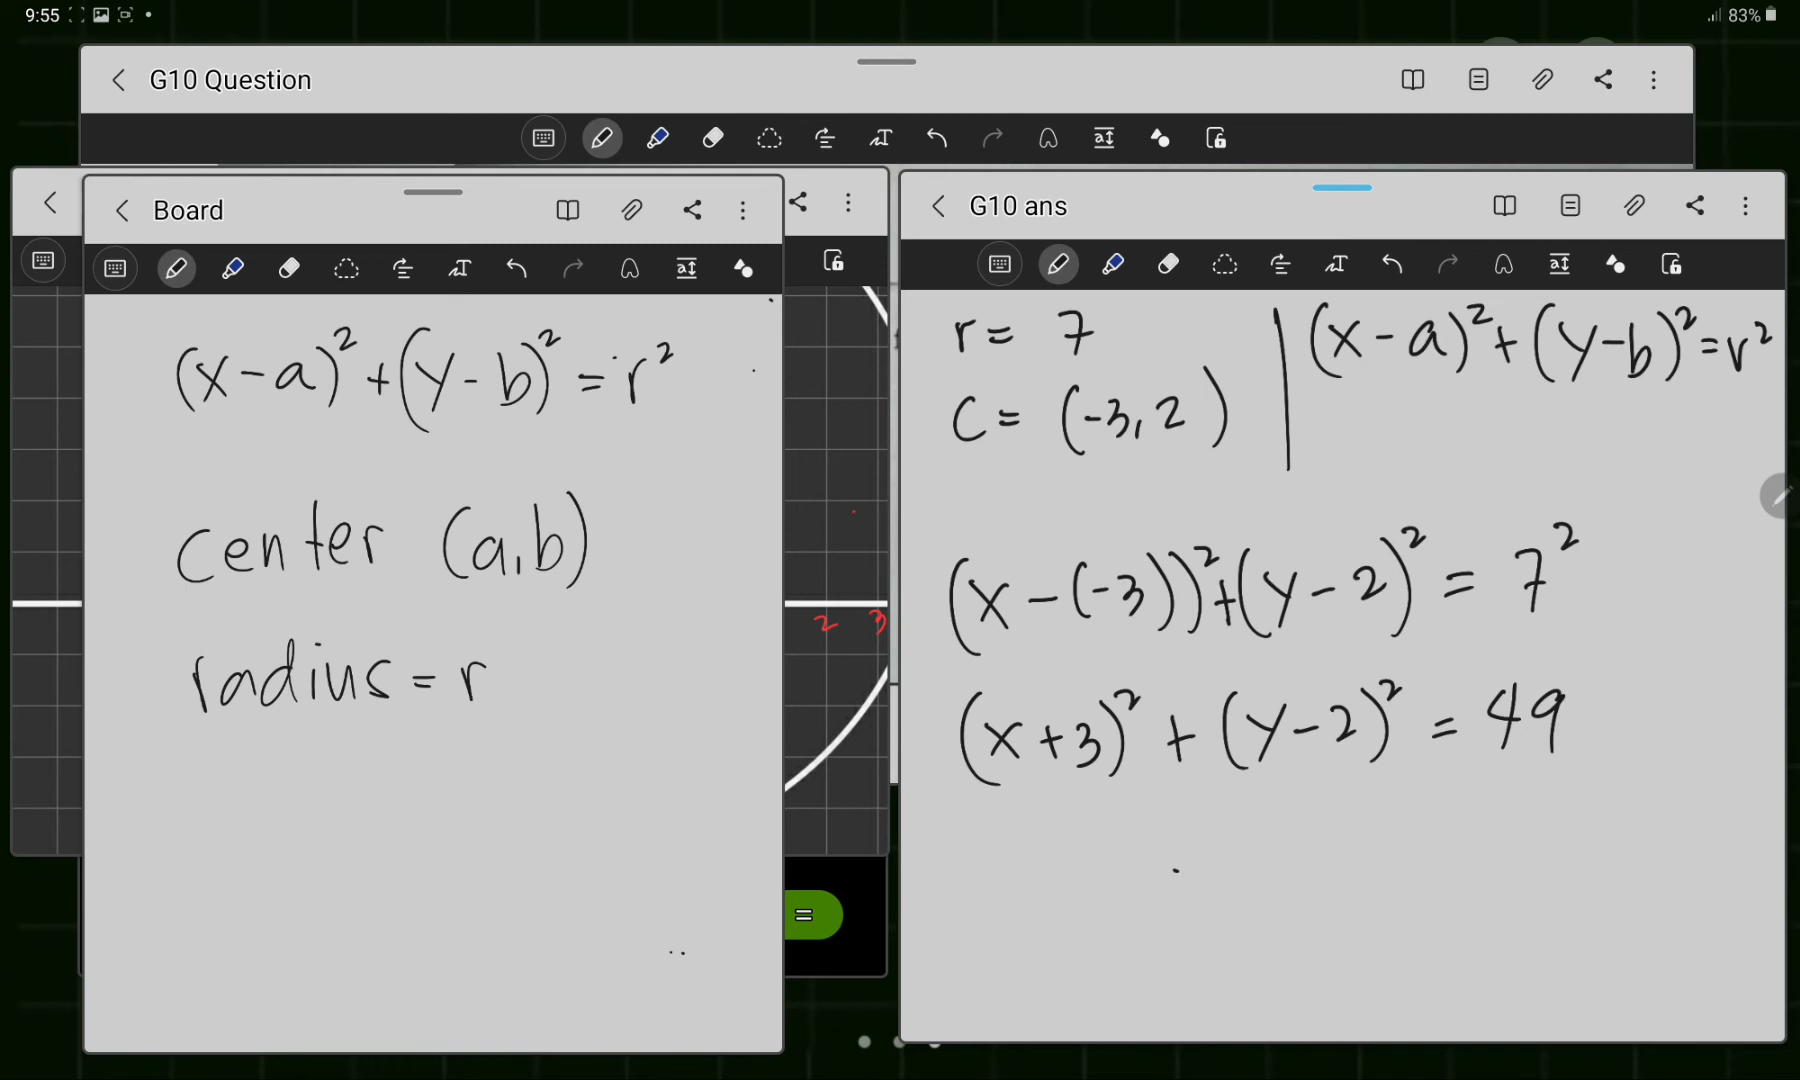 9:55
83%
G10 Question
Board
(x-a)² + (y-b)² = r²
center (a,b)
radius = r
2 3
=
G10 ans
r = 7
C = (-3, 2)
(x-a)² + (y-b)² = r²
(x-(-3))² + (y-2)² = 7²
(x+3)² + (y-2)² = 49